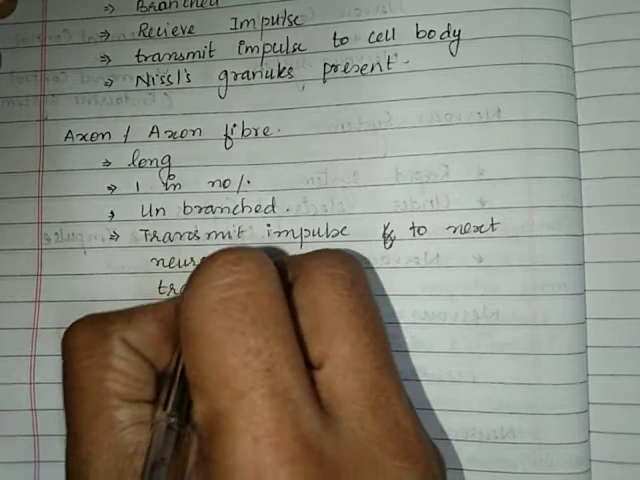 ⇒ Branched
⇒ Recieve Impulse
⇒ transmit impulse to cell body
⇒ Nissl's granules present.
Axon / Axon fibre.
⇒ long
⇒ 1 in no/.
⇒ Un branched.
⇒ Transmit impulse to next